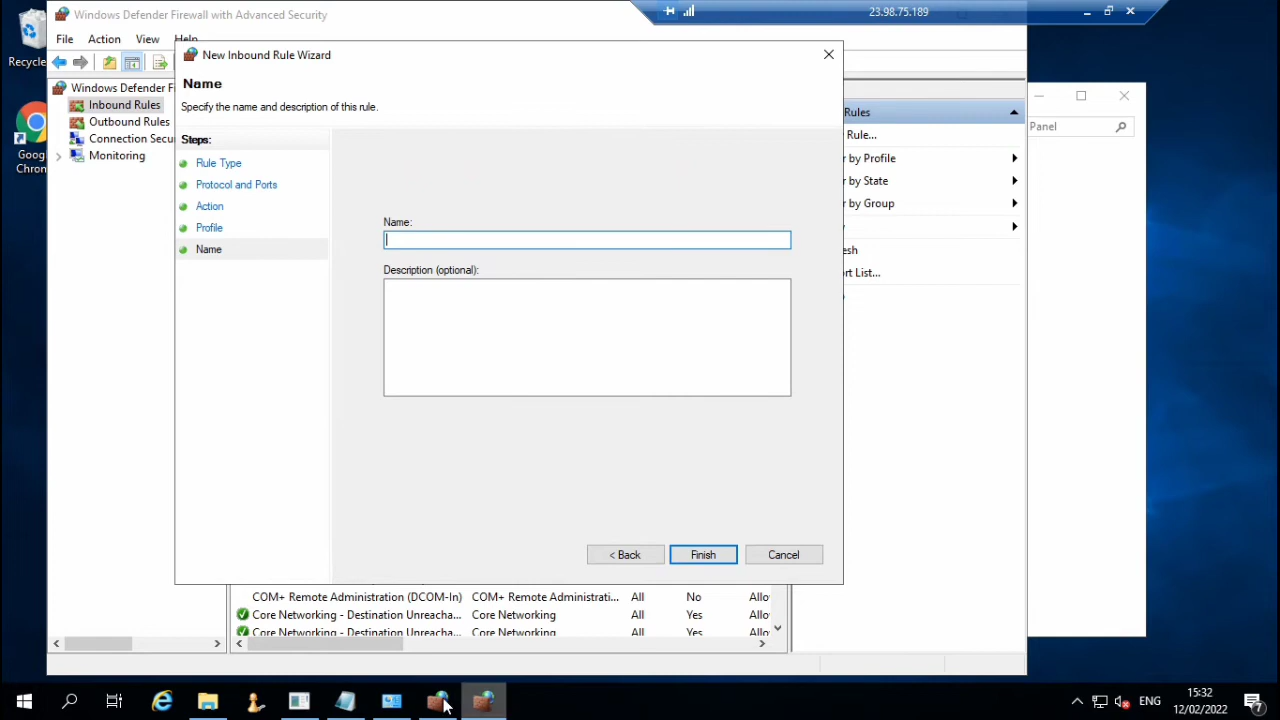 Windows Defender Firewall with Advanced Security
23.98.75.189
File Action View Help
Recycle
Googl
Chrom
Windows Defender Fi
Inbound Rules
Outbound Rules
Connection Secu
Monitoring
New Inbound Rule Wizard
Name
Specify the name and description of this rule.
Steps:
Rule Type
Protocol and Ports
Action
Profile
Name
Name:
Description (optional):
< Back Finish Cancel
Rules
Rule...
r by Profile
r by State
r by Group
esh
rt List...
Panel
COM+ Remote Administration (DCOM-In) COM+ Remote Administrati... All No Allo
Core Networking - Destination Unreacha... Core Networking All Yes Allo
Core Networking - Destination Unreacha... Core Networking All Yes Allo
ENG
15:32
12/02/2022
7